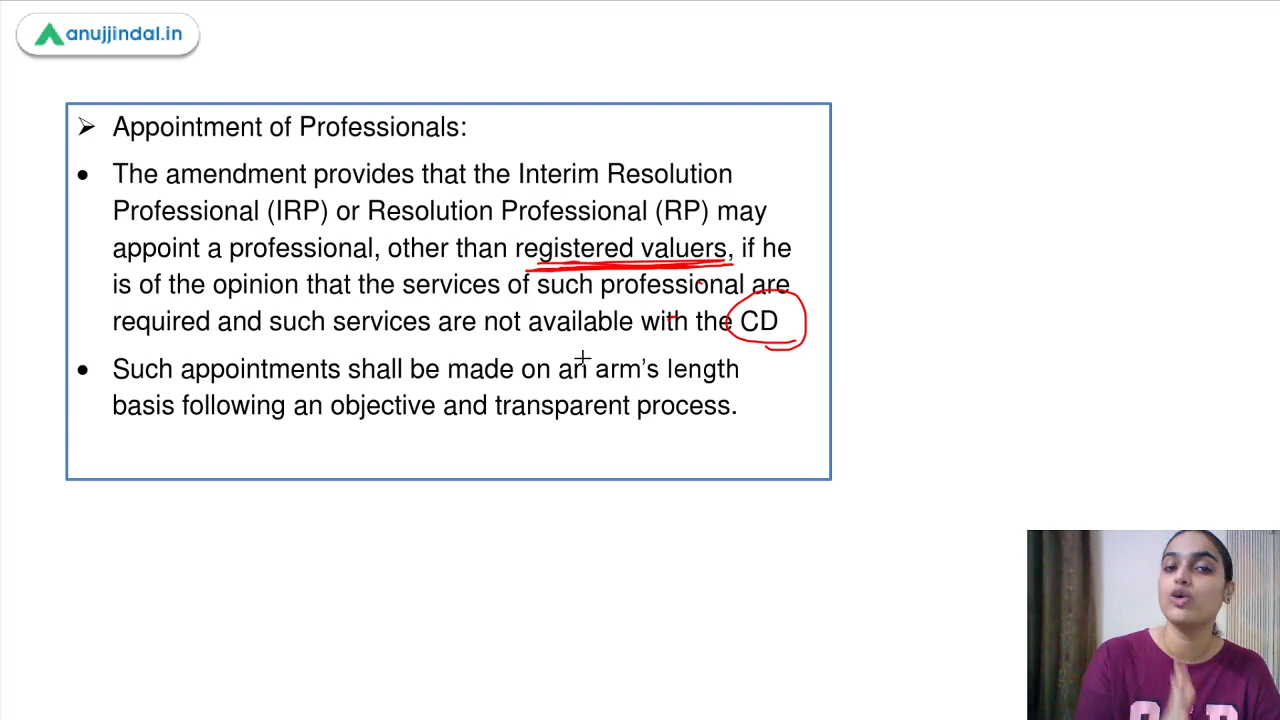 anujjindal.in
➢ Appointment of Professionals:
• The amendment provides that the Interim Resolution
Professional (IRP) or Resolution Professional (RP) may
appoint a professional, other than registered valuers, if he
is of the opinion that the services of such professional are
required and such services are not available with the CD
• Such appointments shall be made on an arm's length
basis following an objective and transparent process.